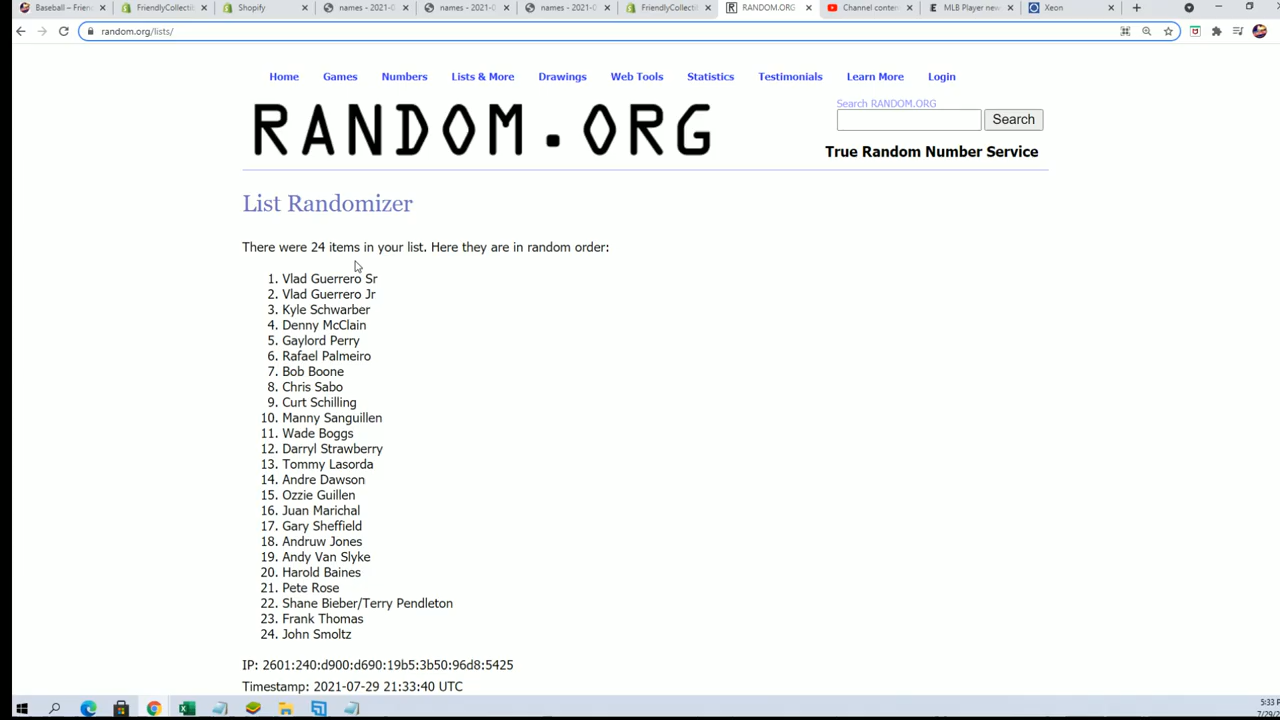 Baseball – Frien
FriendlyCollectib
Shopify
names - 2021-0
names - 2021-0
names - 2021-0
FriendlyCollectib
RANDOM.ORG
Channel conten
MLB Player new
Xeon
random.org/lists/
Home Games Numbers Lists & More Drawings Web Tools Statistics Testimonials Learn More Login
RANDOM.ORG
Search RANDOM.ORG
Search
True Random Number Service
List Randomizer
There were 24 items in your list. Here they are in random order:
1. Vlad Guerrero Sr
2. Vlad Guerrero Jr
3. Kyle Schwarber
4. Denny McClain
5. Gaylord Perry
6. Rafael Palmeiro
7. Bob Boone
8. Chris Sabo
9. Curt Schilling
10. Manny Sanguillen
11. Wade Boggs
12. Darryl Strawberry
13. Tommy Lasorda
14. Andre Dawson
15. Ozzie Guillen
16. Juan Marichal
17. Gary Sheffield
18. Andruw Jones
19. Andy Van Slyke
20. Harold Baines
21. Pete Rose
22. Shane Bieber/Terry Pendleton
23. Frank Thomas
24. John Smoltz
IP: 2601:240:d900:d690:19b5:3b50:96d8:5425
Timestamp: 2021-07-29 21:33:40 UTC
5:33 P